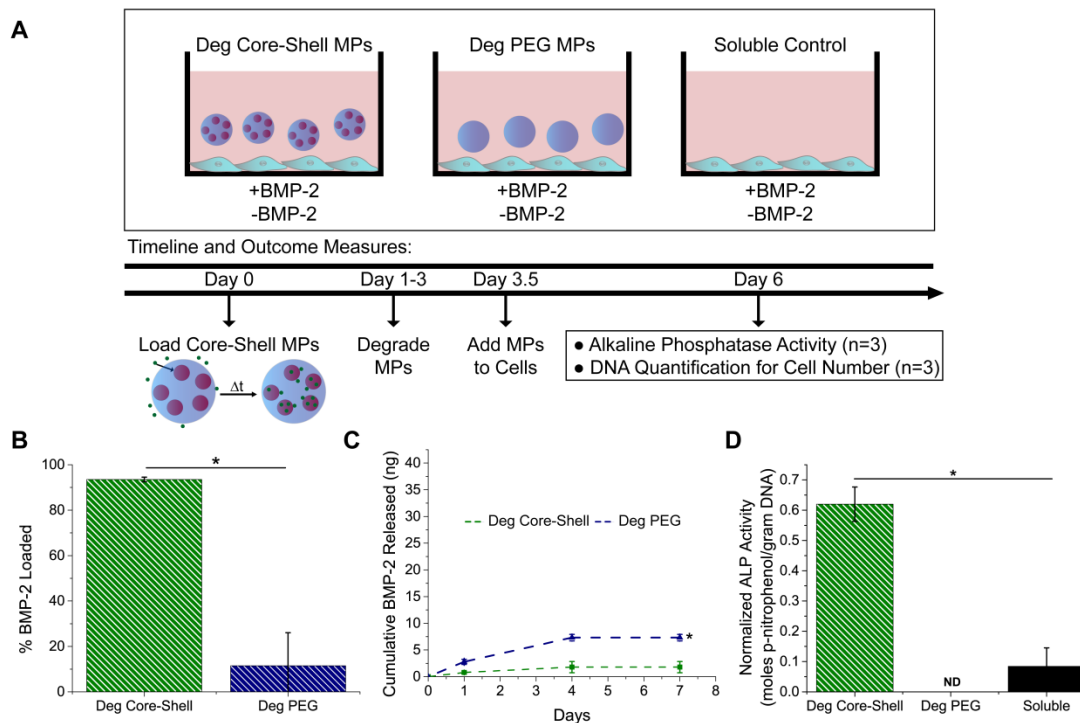 A
Deg Core-Shell MPs
Deg PEG MPs
Soluble Control
+BMP-2
-BMP-2
+BMP-2
-BMP-2
+BMP-2
-BMP-2
Timeline and Outcome Measures:
Day 0
Day 1-3
Day 3.5
Day 6
Load Core-Shell MPs
Δt
Degrade
MPs
Add MPs
to Cells
● Alkaline Phosphatase Activity (n=3)
● DNA Quantification for Cell Number (n=3)
B
% BMP-2 Loaded
100
80
60
40
20
0
*
Deg Core-Shell
Deg PEG
C
Cumulative BMP-2 Released (ng)
40
35
30
25
20
15
10
5
0
Deg Core-Shell
Deg PEG
*
0
1
2
3
4
5
6
7
8
Days
D
Normalized ALP Activity
(moles p-nitrophenol/gram DNA)
0.7
0.6
0.5
0.4
0.3
0.2
0.1
0.0
*
ND
Deg Core-Shell
Deg PEG
Soluble